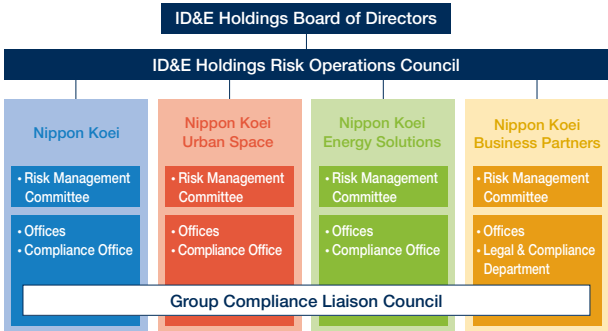 ID&E Holdings Board of Directors
ID&E Holdings Risk Operations Council
Nippon Koei
• Risk Management
Committee
• Offices
• Compliance Office
Nippon Koei
Urban Space
• Risk Management
Committee
• Offices
• Compliance Office
Nippon Koei
Energy Solutions
• Risk Management
Committee
• Offices
• Compliance Office
Nippon Koei
Business Partners
• Risk Management
Committee
• Offices
• Legal & Compliance
Department
Group Compliance Liaison Council